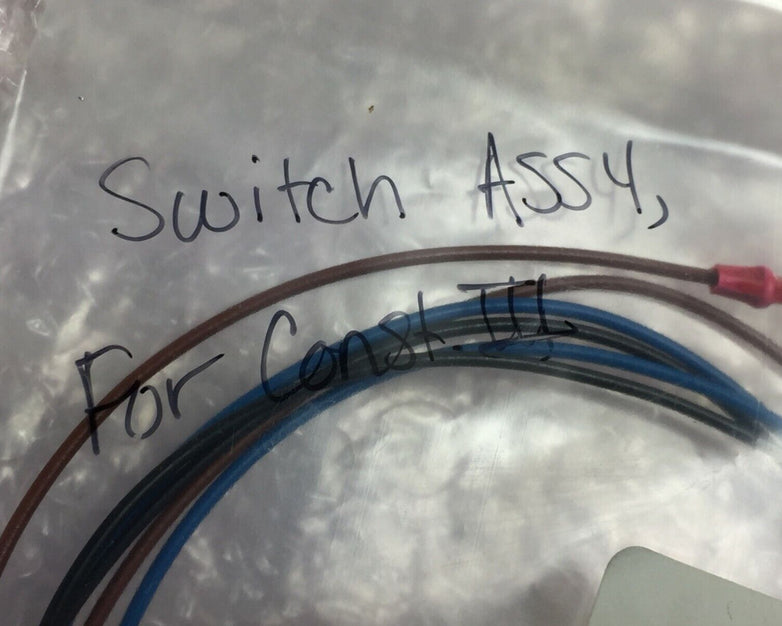 Switch Assy,
For Const. III